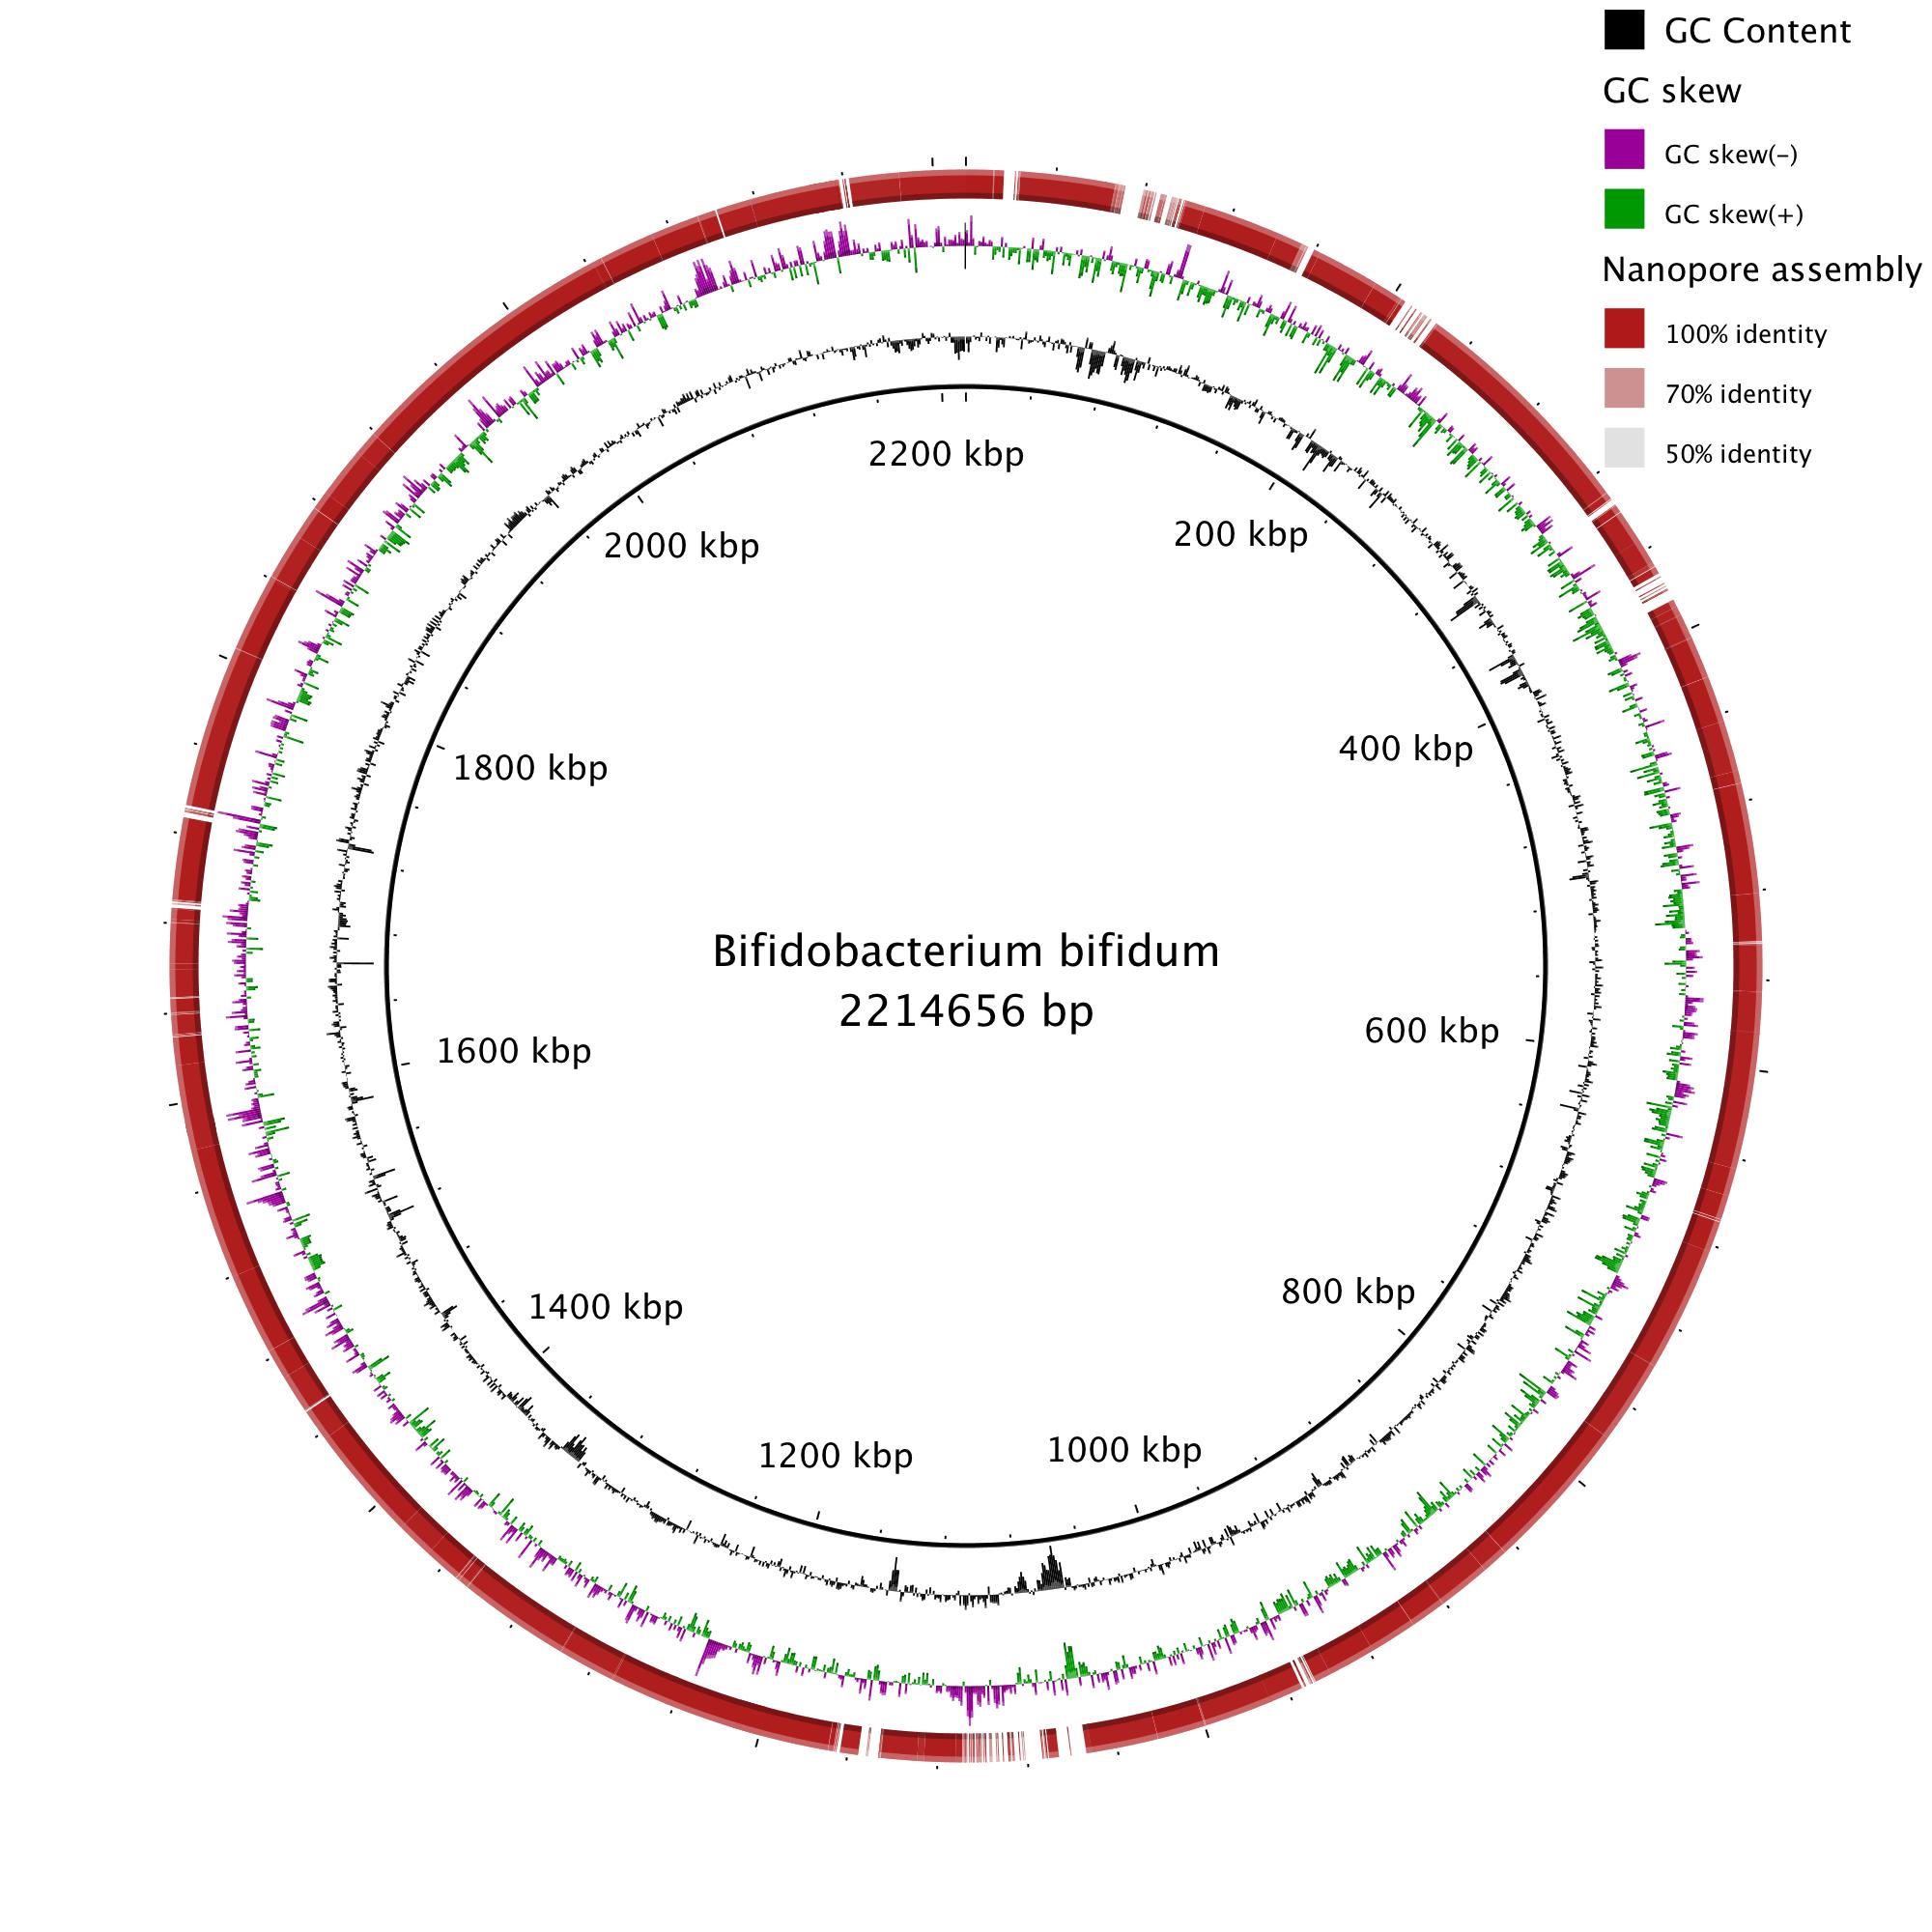 GC Content
GC skew
GC skew(-)
GC skew(+)
Nanopore assembly
100% identity
70% identity
50% identity
2200 kbp
200 kbp
2000 kbp
400 kbp
1800 kbp
Bifidobacterium bifidum
2214656 bp
600 kbp
1600 kbp
800 kbp
1400 kbp
1000 kbp
1200 kbp